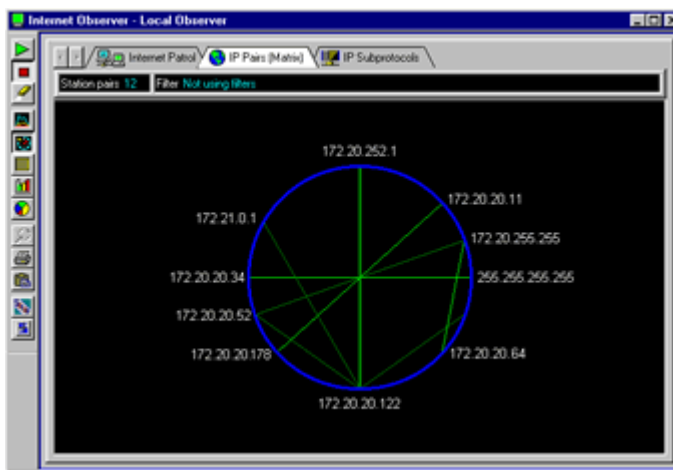 Internet Observer - Local Observer
Internet Patrol
IP Pairs (Matrix)
IP Subprotocols
Station pairs 12
Filter Not using filters
172.20.252.1
172.20.20.11
172.21.0.1
172.20.255.255
172.20.20.34
255.255.255.255
172.20.20.52
172.20.20.178
172.20.20.64
172.20.20.122